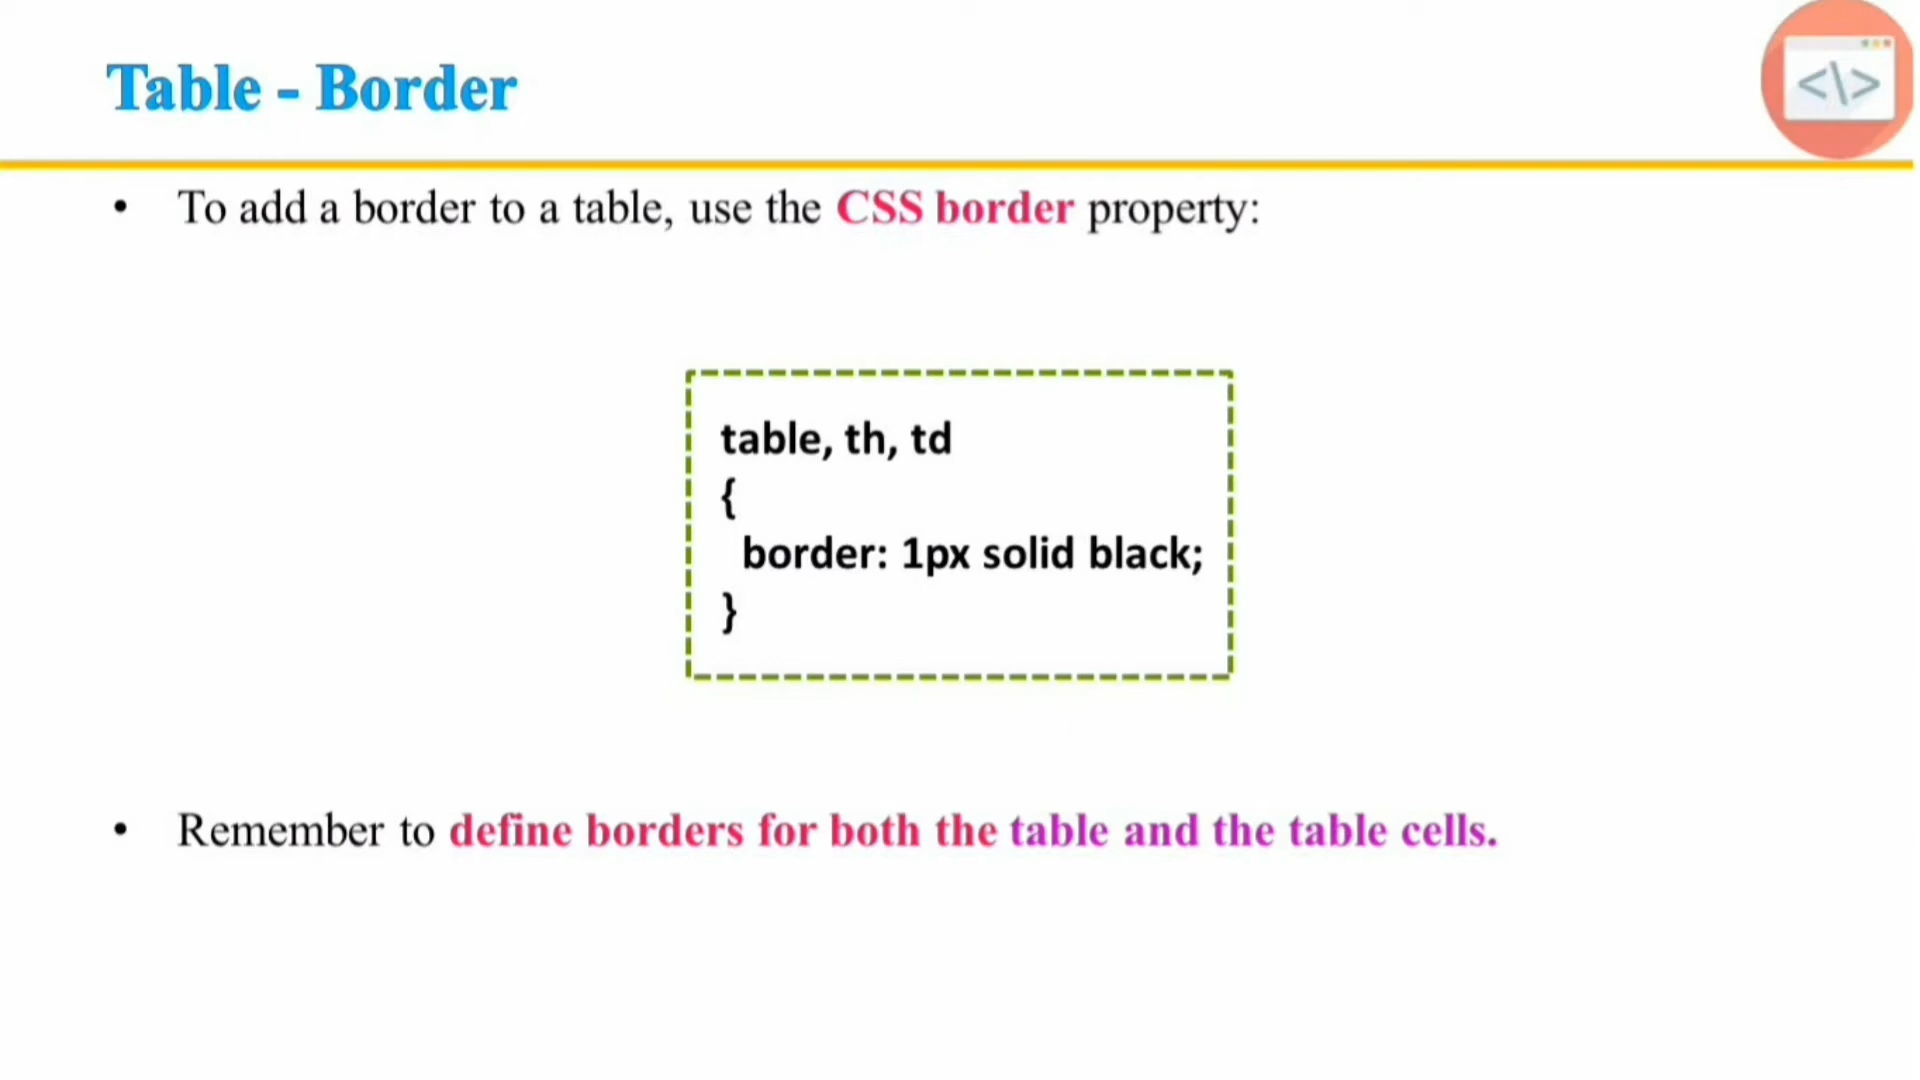 Table - Border
<\>
• To add a border to a table, use the CSS border property:
table, th, td
{
border: 1px solid black;
}
• Remember to define borders for both the table and the table cells.